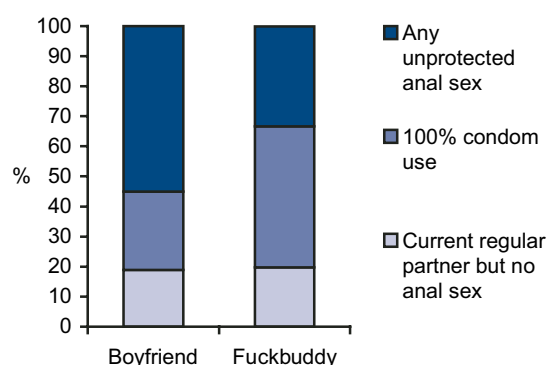 100
90
80
70
60
% 50
40
30
20
10
0
Boyfriend Fuckbuddy
Any
unprotected
anal sex
100% condom
use
Current regular
partner but no
anal sex